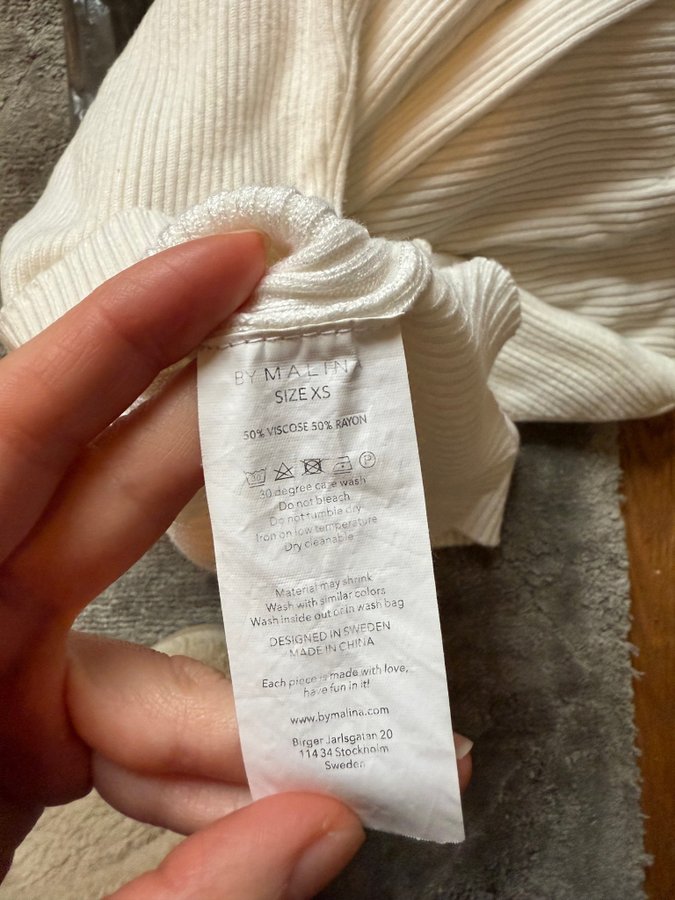 BY MALINA
SIZE XS
50% VISCOSE 50% RAYON
30
P
30 degree care wash
Do not bleach
Do not tumble dry
Iron on low temperature
Dry cleanable
Material may shrink
Wash with similar colors
Wash inside out or in wash bag
DESIGNED IN SWEDEN
MADE IN CHINA
Each piece is made with love,
have fun in it!
www.bymalina.com
Birger Jarlsgatan 20
114 34 Stockholm
Sweden